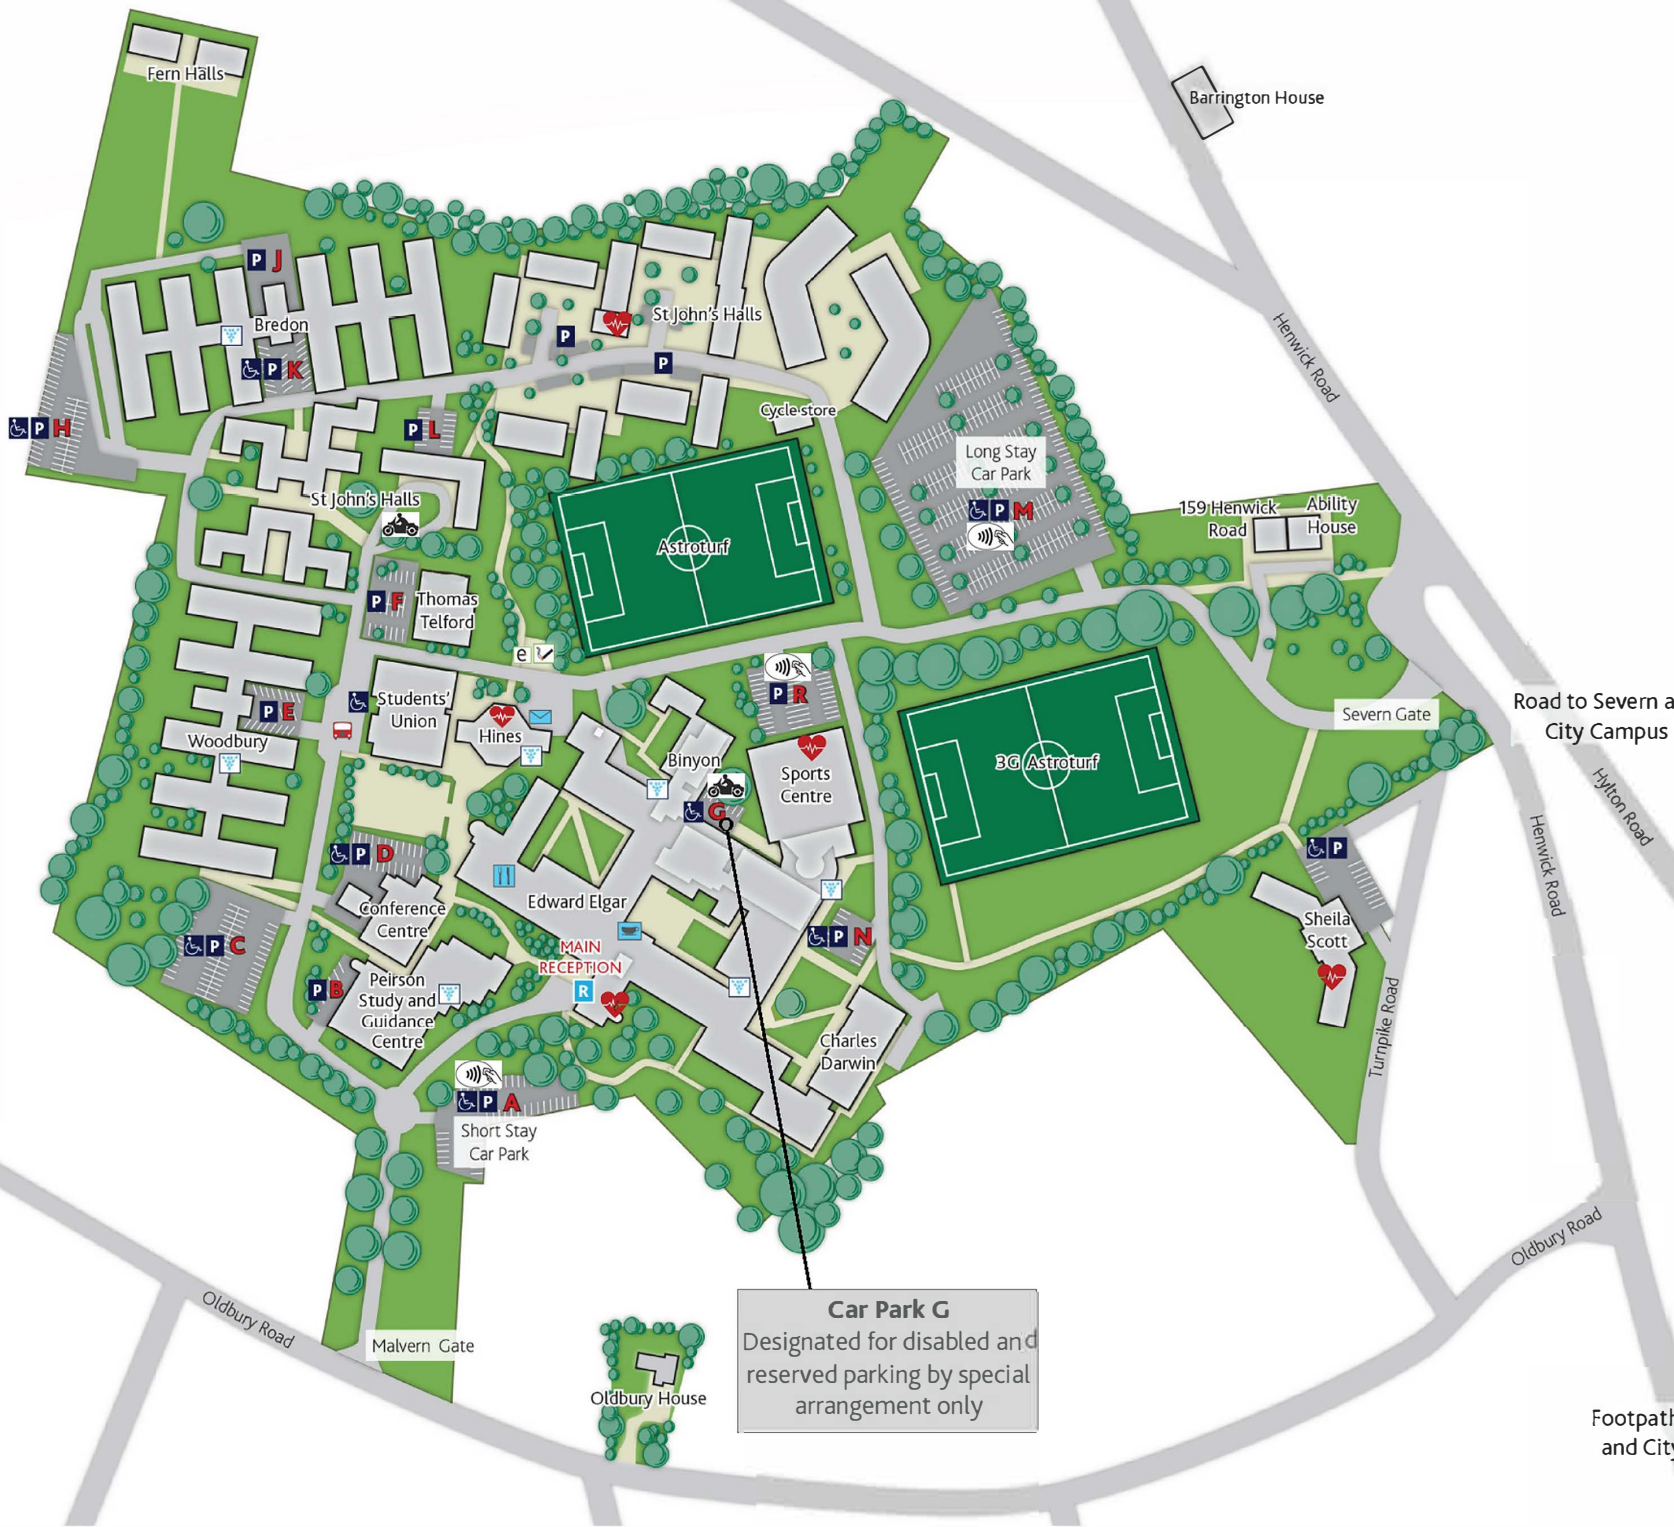 Fern Halls
Barrington House
P J
Bredon
P K
P H
P L
P
P
St John's Halls
Cycle store
Henwick Road
Long Stay
Car Park
P M
159 Henwick
Road
Ability
House
St John's Halls
Astroturf
P F
Thomas
Telford
e
P R
Students'
Union
P E
Woodbury
Hines
Binyon
G
Sports
Centre
3G Astroturf
Severn Gate
Road to Severn a
City Campus
Hylton Road
Henwick Road
P
Sheila
Scott
Turnpike Road
P D
Conference
Centre
Edward Elgar
MAIN
RECEPTION
R
P N
P C
P B
Peirson
Study and
Guidance
Centre
Charles
Darwin
P A
Short Stay
Car Park
Oldbury Road
Oldbury Road
Malvern Gate
Oldbury House
Car Park G
Designated for disabled and
reserved parking by special
arrangement only
Footpath
and City